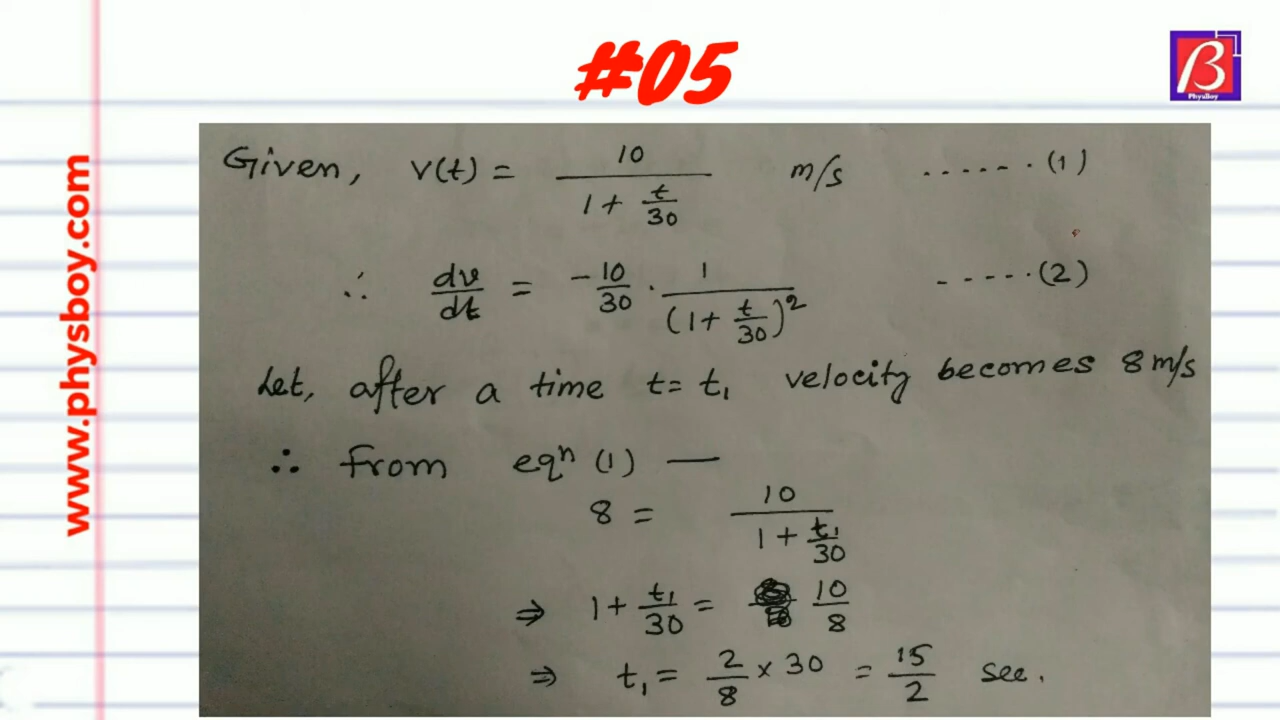 #05
β
PhysBoy
www.physboy.com
Given, v(t) = 10 / (1 + t/30) m/s ...... (1)
∴ dv/dt = -10/30 · 1 / (1 + t/30)² ..... (2)
Let, after a time t = t₁ velocity becomes 8 m/s
∴ From eqⁿ (1) —
8 = 10 / (1 + t₁/30)
⇒ 1 + t₁/30 = 10/8
⇒ t₁ = 2/8 × 30 = 15/2 sec.